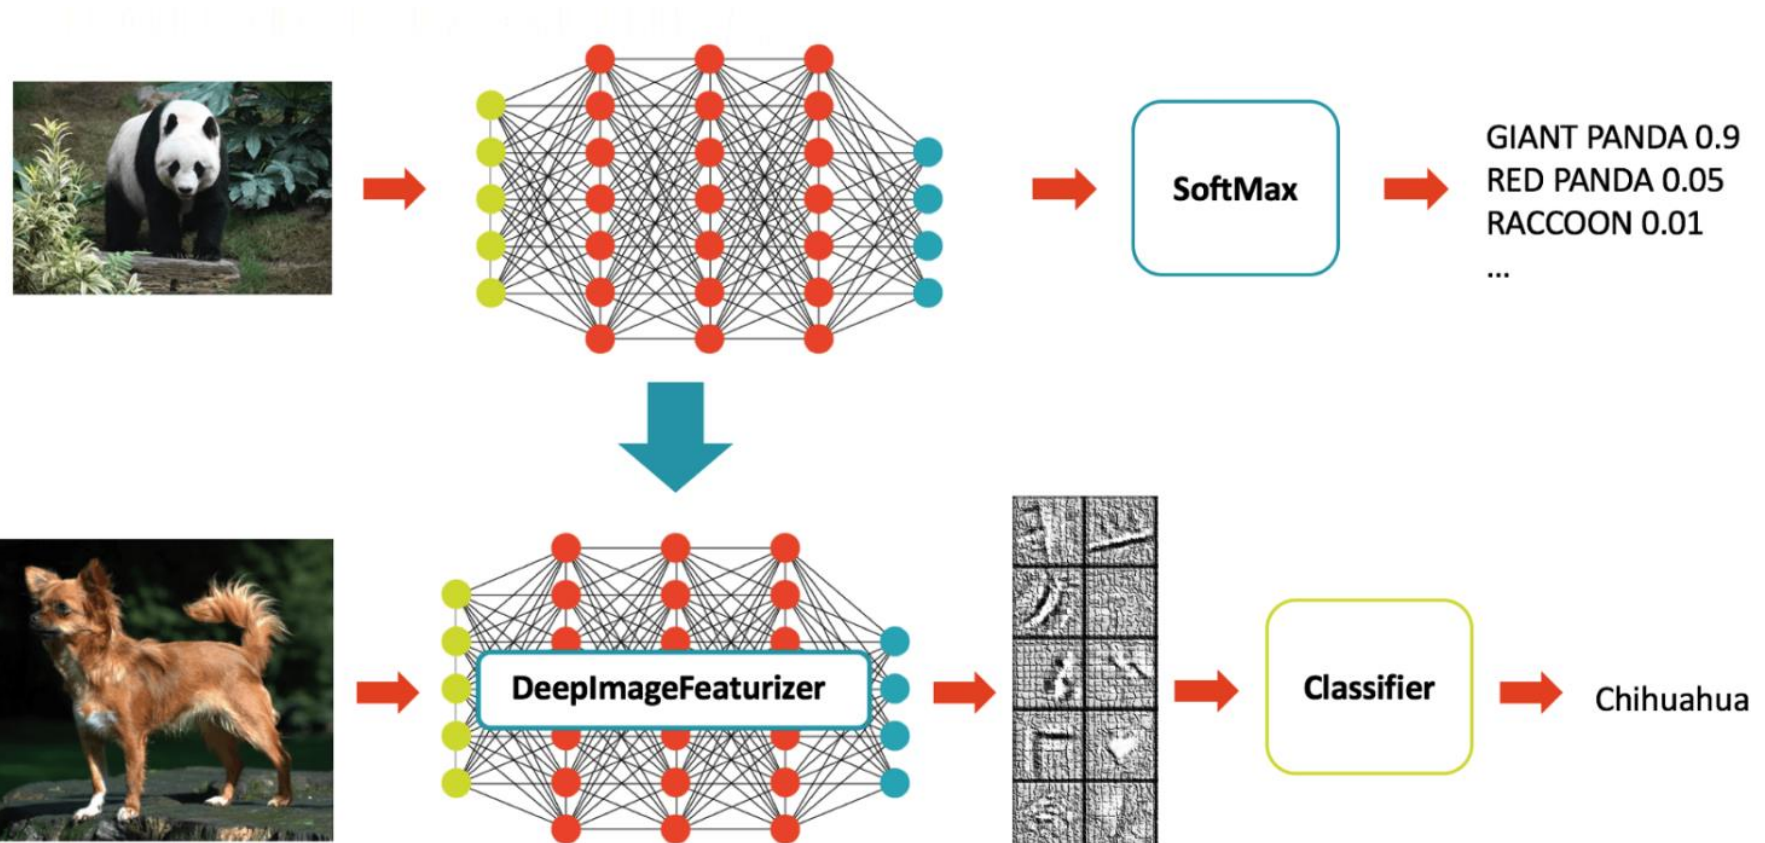 SoftMax
GIANT PANDA 0.9
RED PANDA 0.05
RACCOON 0.01
...
DeepImageFeaturizer
Classifier
Chihuahua